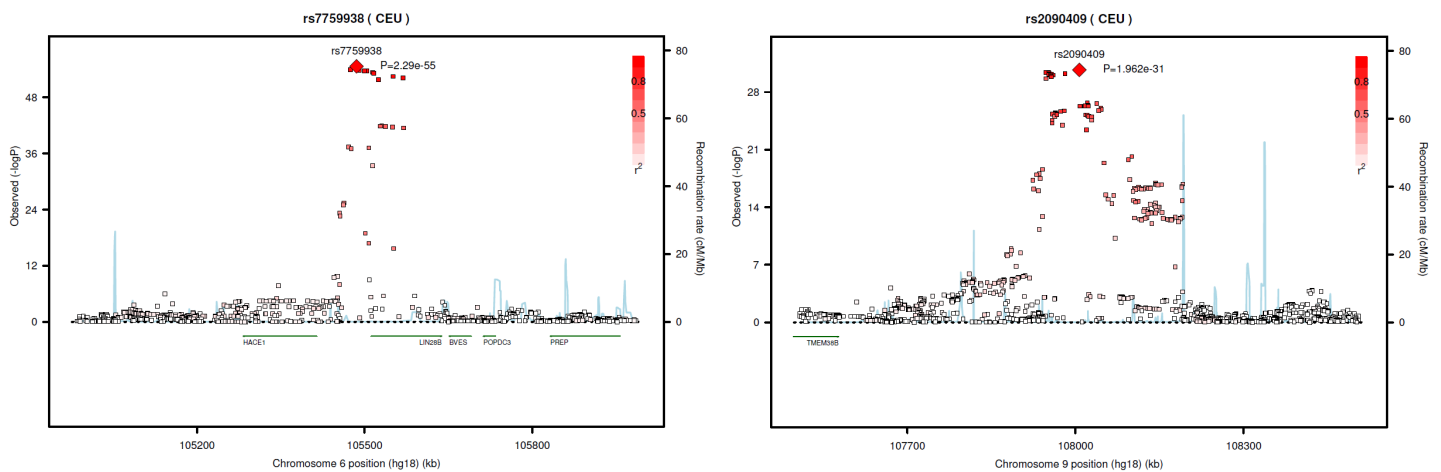 rs7759938 ( CEU )
rs7759938
P=2.29e-55
Observed (-logP)
48
36
24
12
0
80
60
40
20
0
Recombination rate (cM/Mb)
0.8
0.5
r2
HACE1
LIN28B
BVES
POPDC3
PREP
105200
105500
105800
Chromosome 6 position (hg18) (kb)
rs2090409 ( CEU )
rs2090409
P=1.962e-31
Observed (-logP)
28
21
14
7
0
80
60
40
20
0
Recombination rate (cM/Mb)
0.8
0.5
r2
TMEM38B
107700
108000
108300
Chromosome 9 position (hg18) (kb)